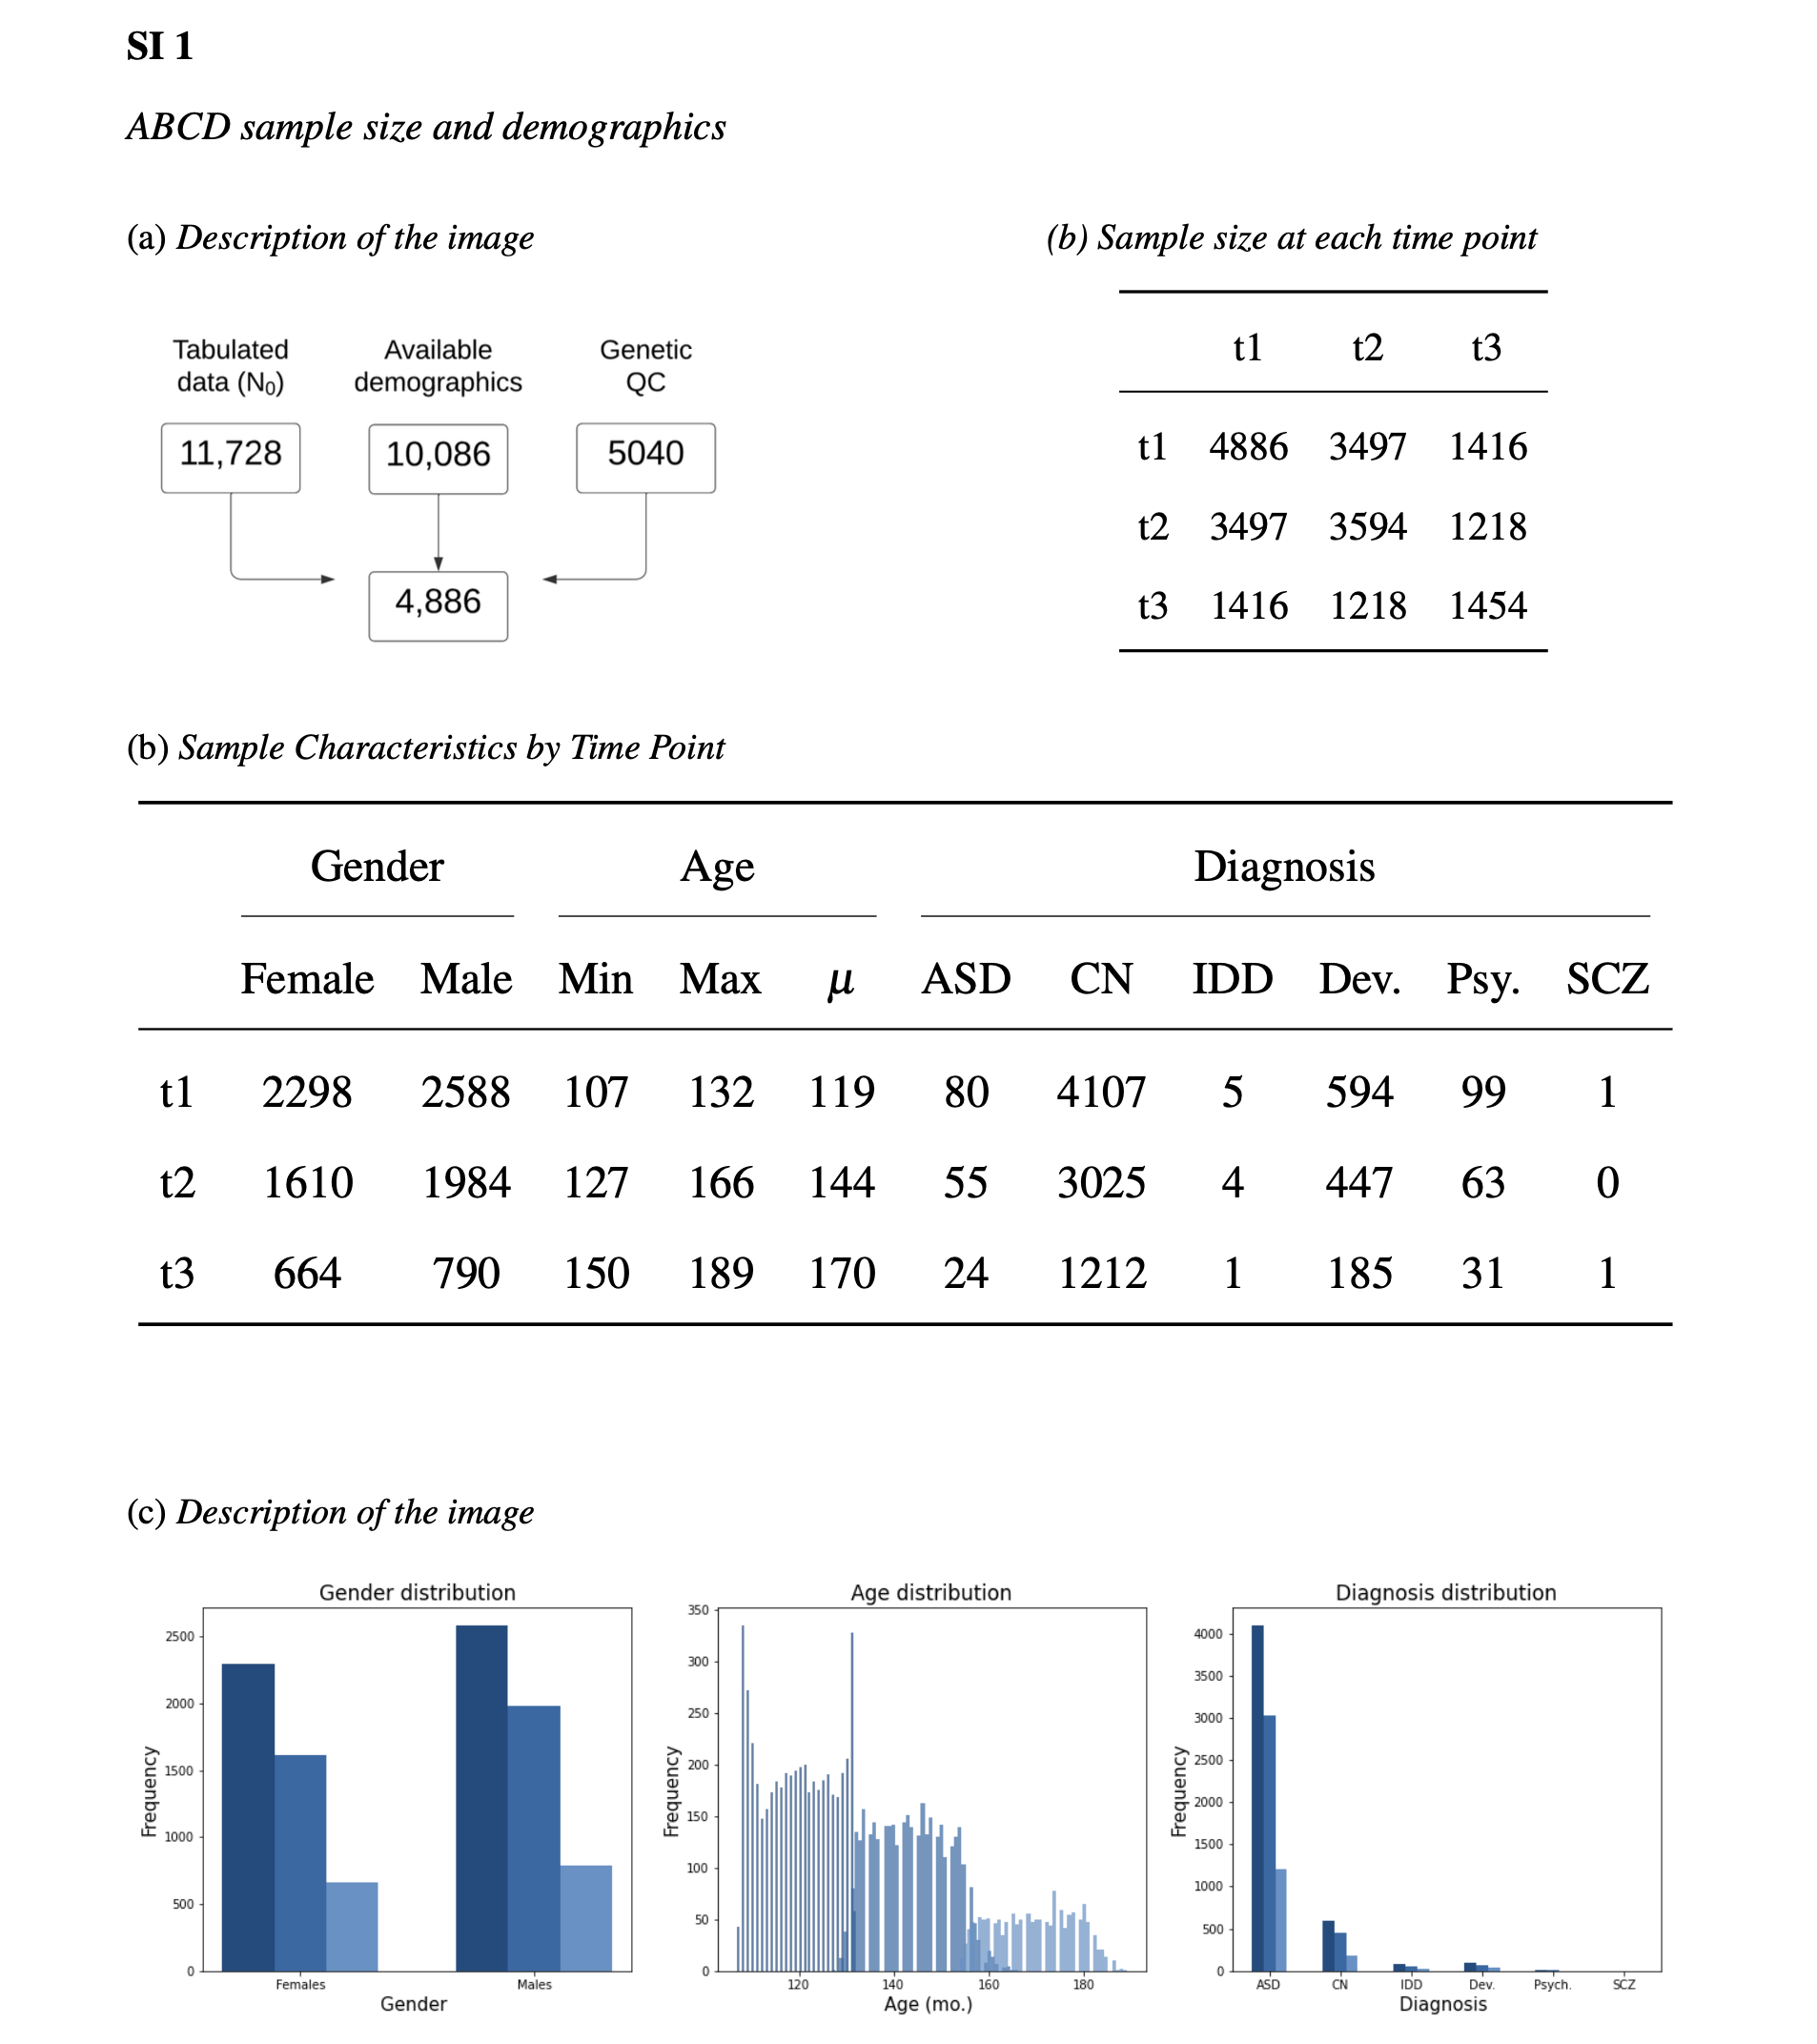 SI 1
ABCD sample size and demographics
(a) Description of the image
(b) Sample size at each time point
Tabulated data (N₀)
Available demographics
Genetic QC
11,728
10,086
5040
4,886
t1 t2 t3
t1 4886 3497 1416
t2 3497 3594 1218
t3 1416 1218 1454
(b) Sample Characteristics by Time Point
Gender Age Diagnosis
Female Male Min Max μ ASD CN IDD Dev. Psy. SCZ
t1 2298 2588 107 132 119 80 4107 5 594 99 1
t2 1610 1984 127 166 144 55 3025 4 447 63 0
t3 664 790 150 189 170 24 1212 1 185 31 1
(c) Description of the image
Gender distribution
Frequency
2500
2000
1500
1000
500
0
Females Males
Gender
Age distribution
Frequency
350
300
250
200
150
100
50
0
120 140 160 180
Age (mo.)
Diagnosis distribution
Frequency
4000
3500
3000
2500
2000
1500
1000
500
0
ASD CN IDD Dev. Psych. SCZ
Diagnosis